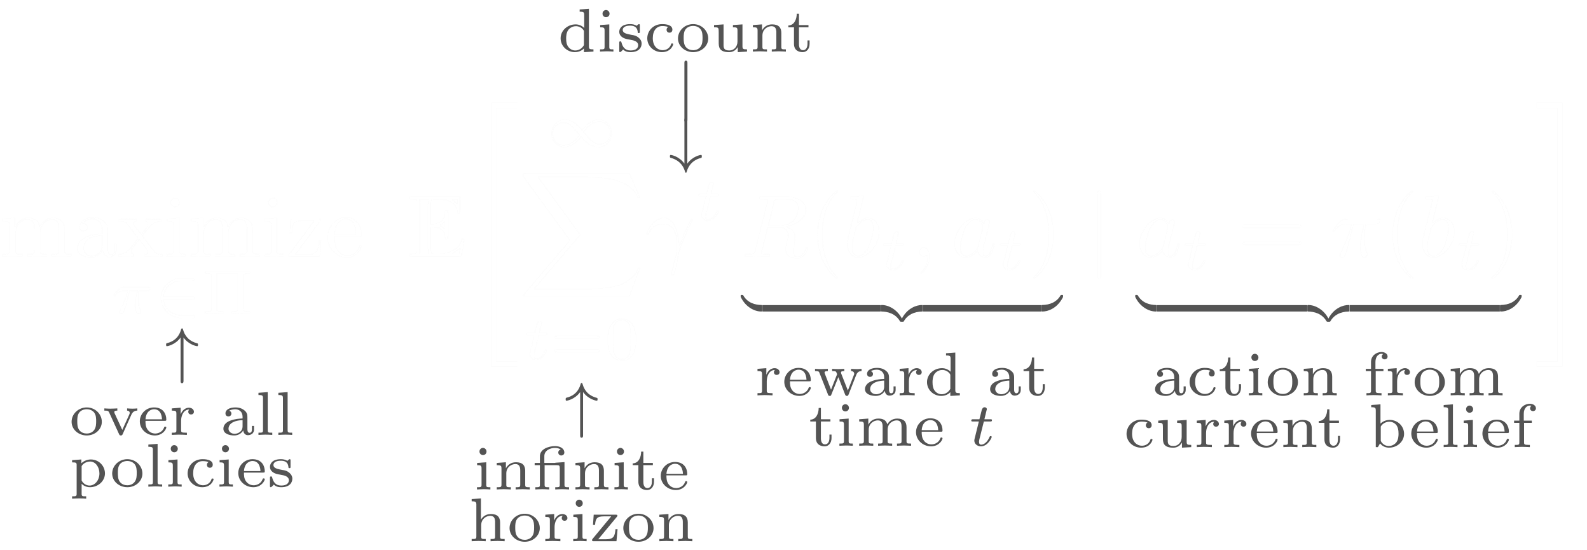 discount
over all
policies
infinite
horizon
reward at
time t
action from
current belief